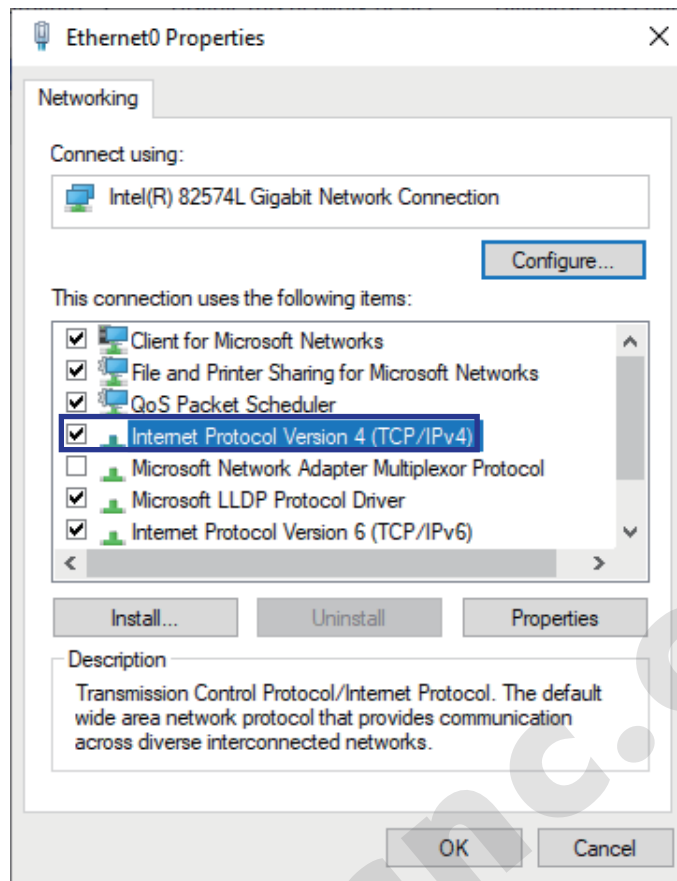 Ethernet0 Properties
Networking
Connect using:
Intel(R) 82574L Gigabit Network Connection
Configure...
This connection uses the following items:
Client for Microsoft Networks
File and Printer Sharing for Microsoft Networks
QoS Packet Scheduler
Internet Protocol Version 4 (TCP/IPv4)
Microsoft Network Adapter Multiplexor Protocol
Microsoft LLDP Protocol Driver
Internet Protocol Version 6 (TCP/IPv6)
Install...
Uninstall
Properties
Description
Transmission Control Protocol/Internet Protocol. The default
wide area network protocol that provides communication
across diverse interconnected networks.
OK
Cancel